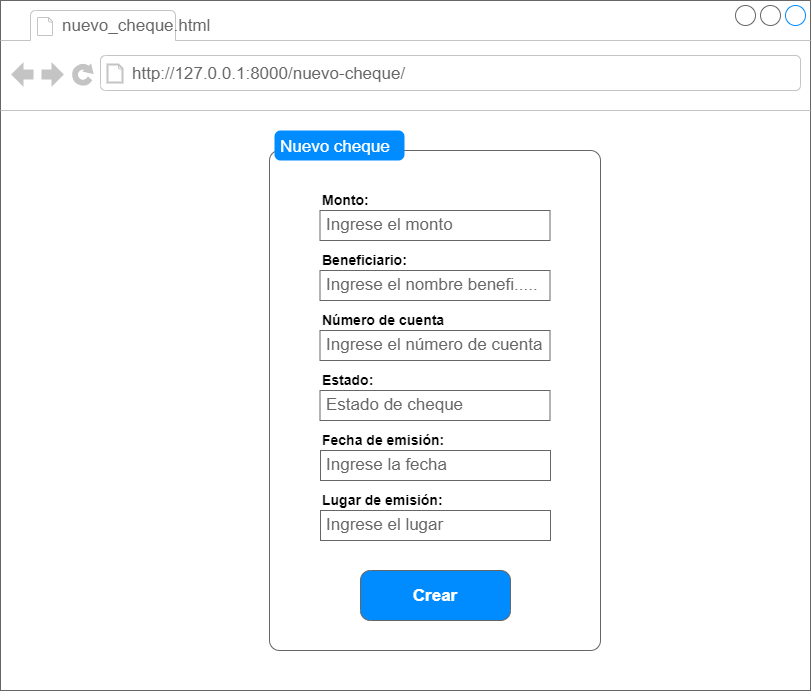 nuevo_cheque.html
http://127.0.0.1:8000/nuevo-cheque/
Nuevo cheque
Monto:
Ingrese el monto
Beneficiario:
Ingrese el nombre benefi.....
Número de cuenta
Ingrese el número de cuenta
Estado:
Estado de cheque
Fecha de emisión:
Ingrese la fecha
Lugar de emisión:
Ingrese el lugar
Crear